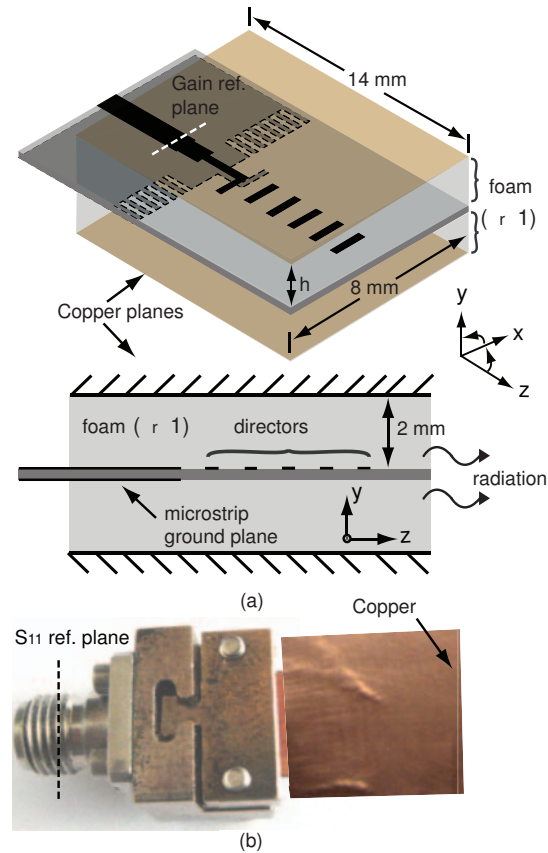 Gain ref.
plane
14 mm
foam
( r 1)
h
8 mm
Copper planes
y
x
z
foam ( r 1)
directors
2 mm
radiation
microstrip
ground plane
y
z
(a)
Copper
S11 ref. plane
(b)